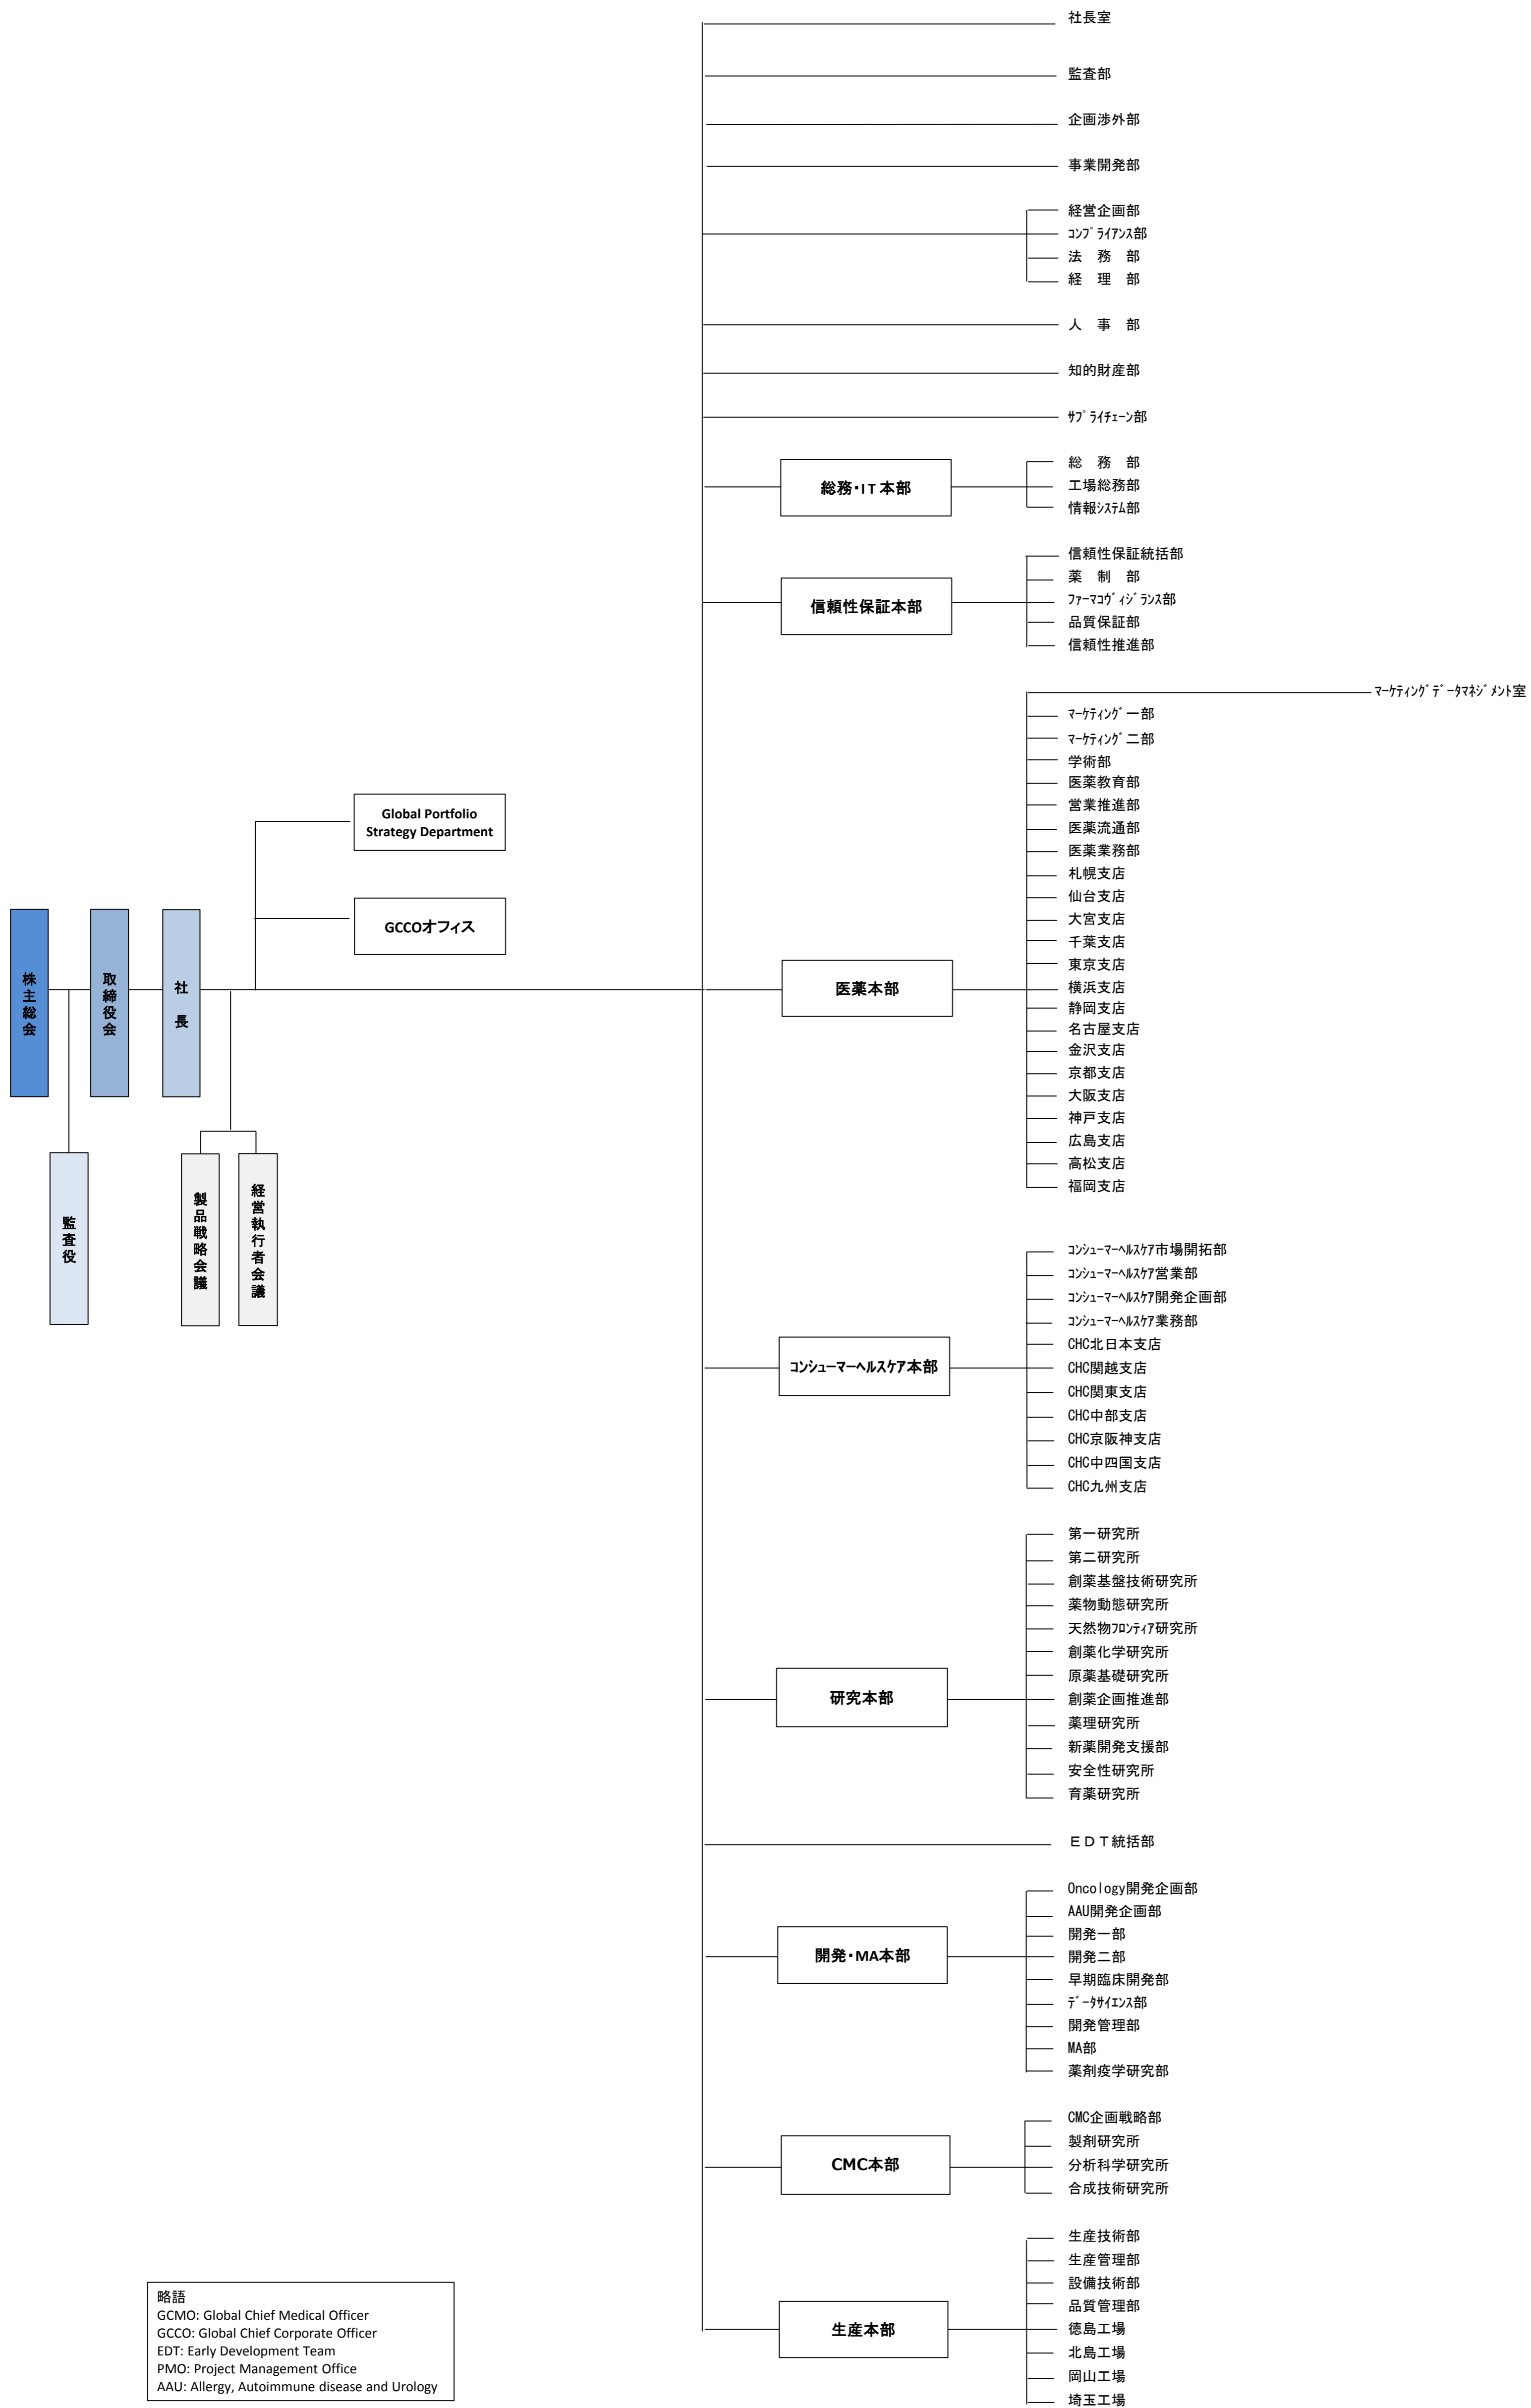 社長室
監査部
企画渉外部
事業開発部
経営企画部
ｺﾝﾌﾟﾗｲｱﾝｽ部
法　務　部
経　理　部
人　事　部
知的財産部
ｻﾌﾟﾗｲﾁｪｰﾝ部
総務・IT本部
総　務　部
工場総務部
情報ｼｽﾃﾑ部
信頼性保証本部
信頼性保証統括部
薬　制　部
ﾌｧｰﾏｺｳﾞｨｼﾞﾗﾝｽ部
品質保証部
信頼性推進部
ﾏｰｹﾃｨﾝｸﾞﾃﾞｰﾀﾏﾈｼﾞﾒﾝﾄ室
ﾏｰｹﾃｨﾝｸﾞ一部
ﾏｰｹﾃｨﾝｸﾞ二部
学術部
医薬教育部
営業推進部
医薬流通部
医薬業務部
札幌支店
仙台支店
大宮支店
千葉支店
東京支店
横浜支店
静岡支店
名古屋支店
金沢支店
京都支店
大阪支店
神戸支店
広島支店
高松支店
福岡支店
医薬本部
Global Portfolio
Strategy Department
GCCOオフィス
株主総会
取締役会
社　長
監査役
製品戦略会議
経営執行者会議
ｺﾝｼｭｰﾏｰﾍﾙｽｹｱ本部
ｺﾝｼｭｰﾏｰﾍﾙｽｹｱ市場開拓部
ｺﾝｼｭｰﾏｰﾍﾙｽｹｱ営業部
ｺﾝｼｭｰﾏｰﾍﾙｽｹｱ開発企画部
ｺﾝｼｭｰﾏｰﾍﾙｽｹｱ業務部
CHC北日本支店
CHC関越支店
CHC関東支店
CHC中部支店
CHC京阪神支店
CHC中四国支店
CHC九州支店
研究本部
第一研究所
第二研究所
創薬基盤技術研究所
薬物動態研究所
天然物ﾌﾛﾝﾃｨｱ研究所
創薬化学研究所
原薬基礎研究所
創薬企画推進部
薬理研究所
新薬開発支援部
安全性研究所
育薬研究所
ＥＤＴ統括部
開発・MA本部
Oncology開発企画部
AAU開発企画部
開発一部
開発二部
早期臨床開発部
ﾃﾞｰﾀｻｲｴﾝｽ部
開発管理部
MA部
薬剤疫学研究部
CMC本部
CMC企画戦略部
製剤研究所
分析科学研究所
合成技術研究所
生産本部
生産技術部
生産管理部
設備技術部
品質管理部
徳島工場
北島工場
岡山工場
埼玉工場
略語
GCMO: Global Chief Medical Officer
GCCO: Global Chief Corporate Officer
EDT: Early Development Team
PMO: Project Management Office
AAU: Allergy, Autoimmune disease and Urology